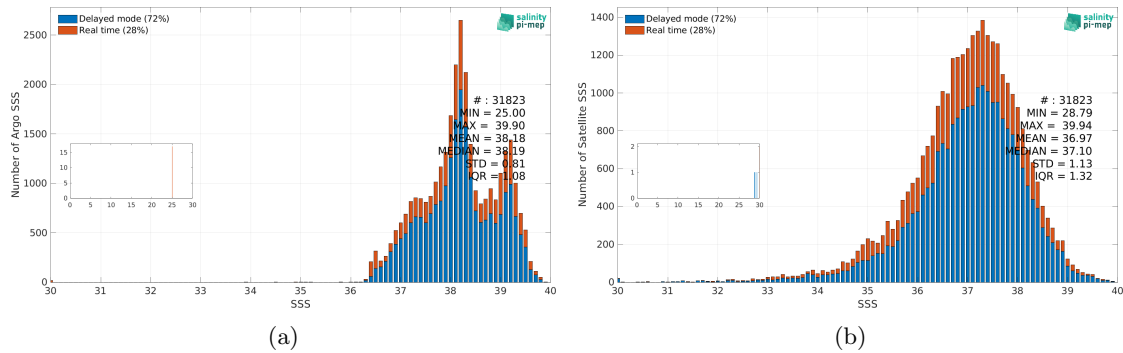 Delayed mode (72%)
Real time (28%)
salinity
pi-mep
Number of Argo SSS
2500
2000
1500
1000
500
0
# : 31823
MIN = 25.00
MAX = 39.90
MEAN = 38.18
MEDIAN = 38.19
STD = 0.81
IQR = 1.08
15
10
5
0
0 5 10 15 20 25 30
30 31 32 33 34 35 36 37 38 39 40
SSS
(a)
Delayed mode (72%)
Real time (28%)
salinity
pi-mep
Number of Satellite SSS
1400
1200
1000
800
600
400
200
0
# : 31823
MIN = 28.79
MAX = 39.94
MEAN = 36.97
MEDIAN = 37.10
STD = 1.13
IQR = 1.32
2
1
0
0 5 10 15 20 25 30
30 31 32 33 34 35 36 37 38 39 40
SSS
(b)